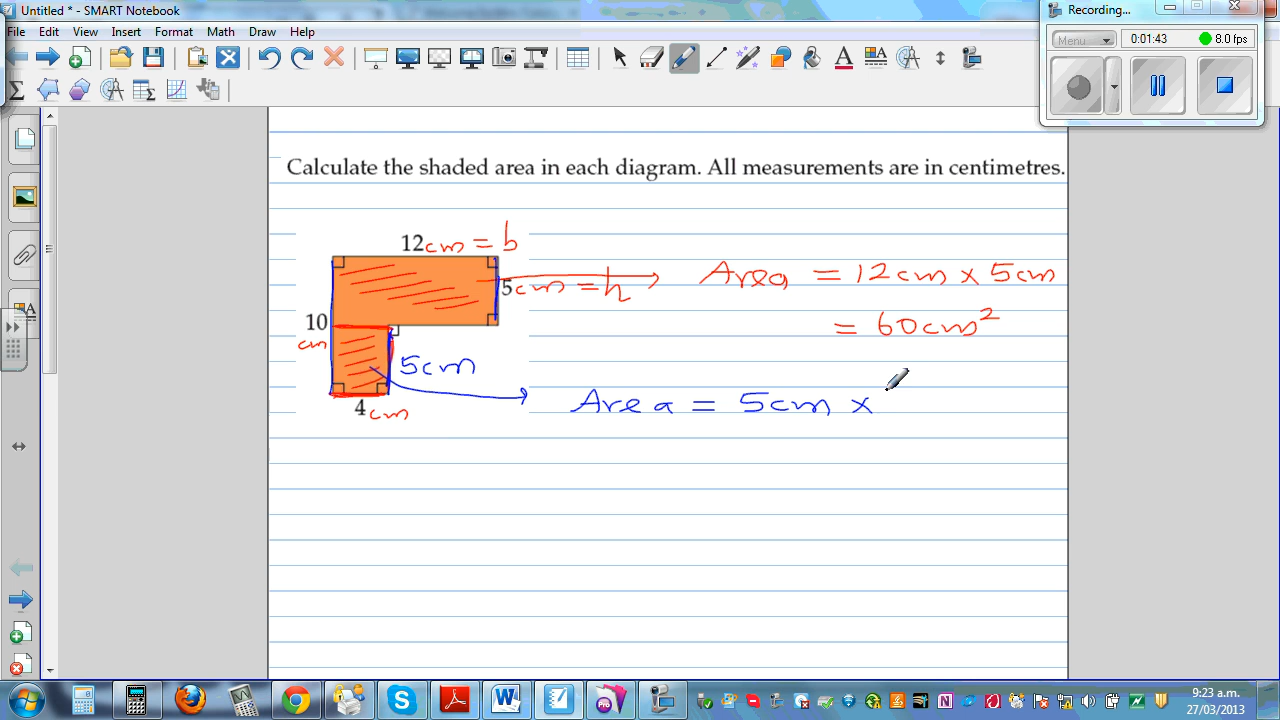 Untitled * - SMART Notebook
File Edit View Insert Format Math Draw Help
Recording...
Menu 0:01:43 8.0 fps
Calculate the shaded area in each diagram. All measurements are in centimetres.
12cm = b
5cm = h
Area = 12cm x 5cm
= 60cm²
10
cm
5cm
4cm
Area = 5cm x
9:23 a.m.
27/03/2013